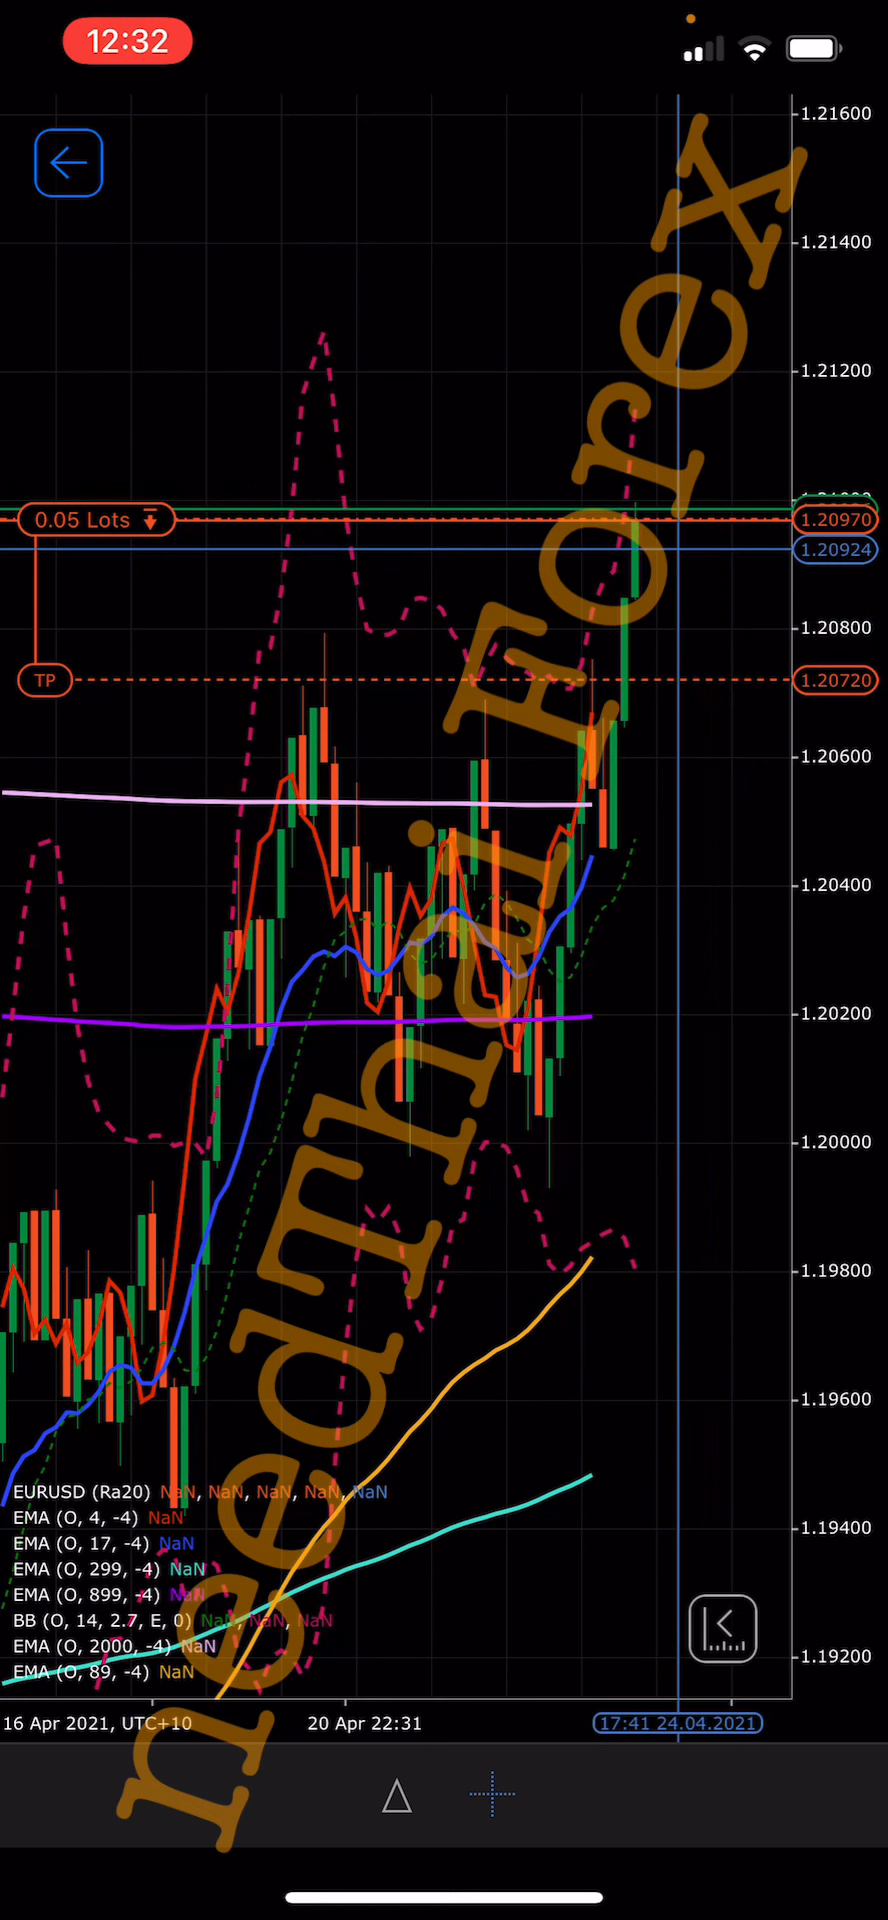 12:32
1.21600
1.21400
1.21200
0.05 Lots
1.20970
1.20924
1.20800
TP
1.20720
1.20600
1.20400
1.20200
1.20000
1.19800
1.19600
EURUSD (Ra20) NaN, NaN, NaN, NaN, NaN
EMA (O, 4, -4) NaN
1.19400
EMA (O, 17, -4) NaN
EMA (O, 299, -4) NaN
EMA (O, 899, -4) NaN
BB (O, 14, 2.7, E, 0) NaN, NaN, NaN
EMA (O, 2000, -4) NaN
1.19200
EMA (O, 89, -4) NaN
16 Apr 2021, UTC+10
20 Apr 22:31
17:41 24.04.2021
needThai Forex